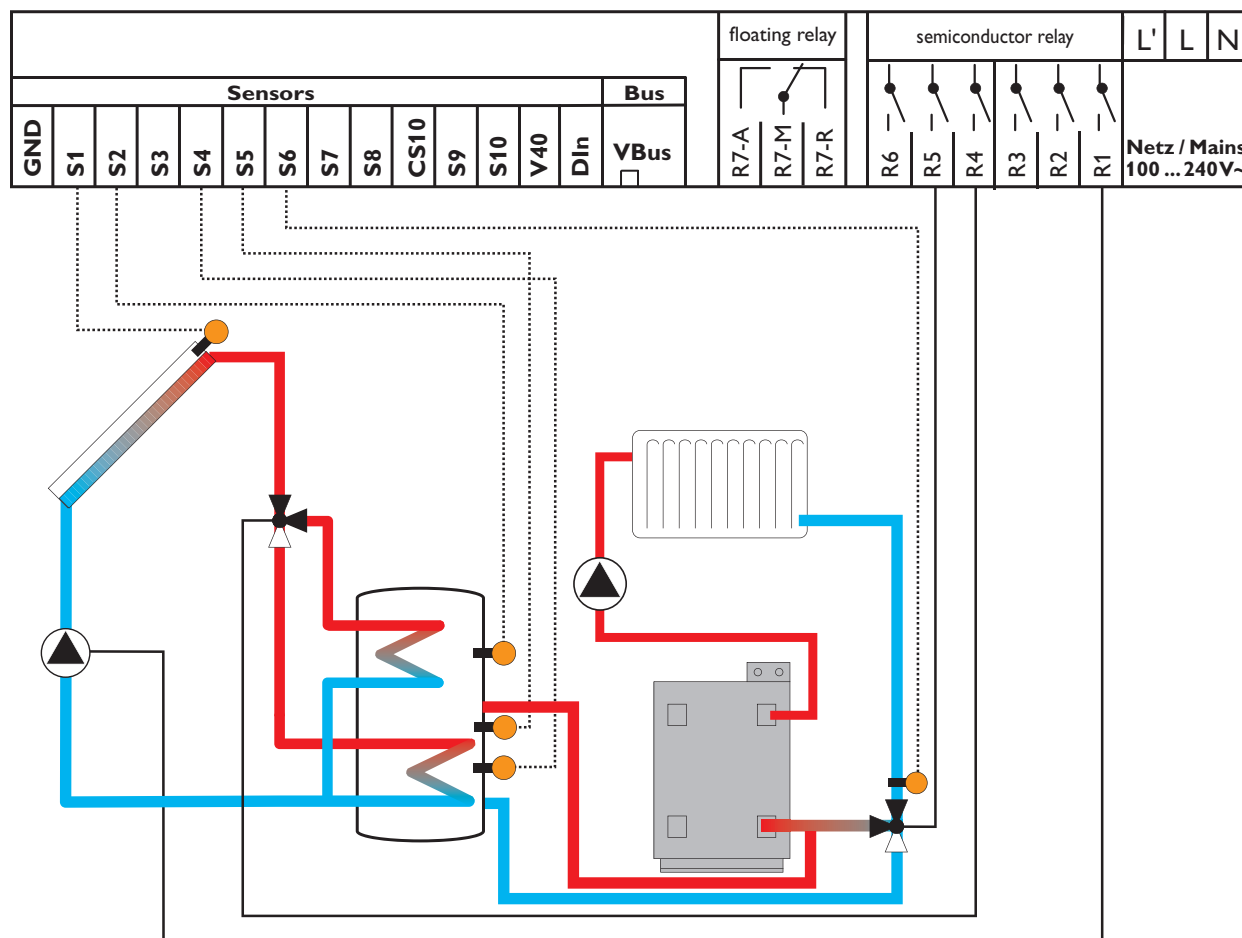 floating relay
semiconductor relay
L' L N
Sensors
Bus
GND S1 S2 S3 S4 S5 S6 S7 S8 CS10 S9 S10 V40 DIn
VBus
R7-A R7-M R7-R
R6 R5 R4 R3 R2 R1
Netz / Mains
100 ... 240V~